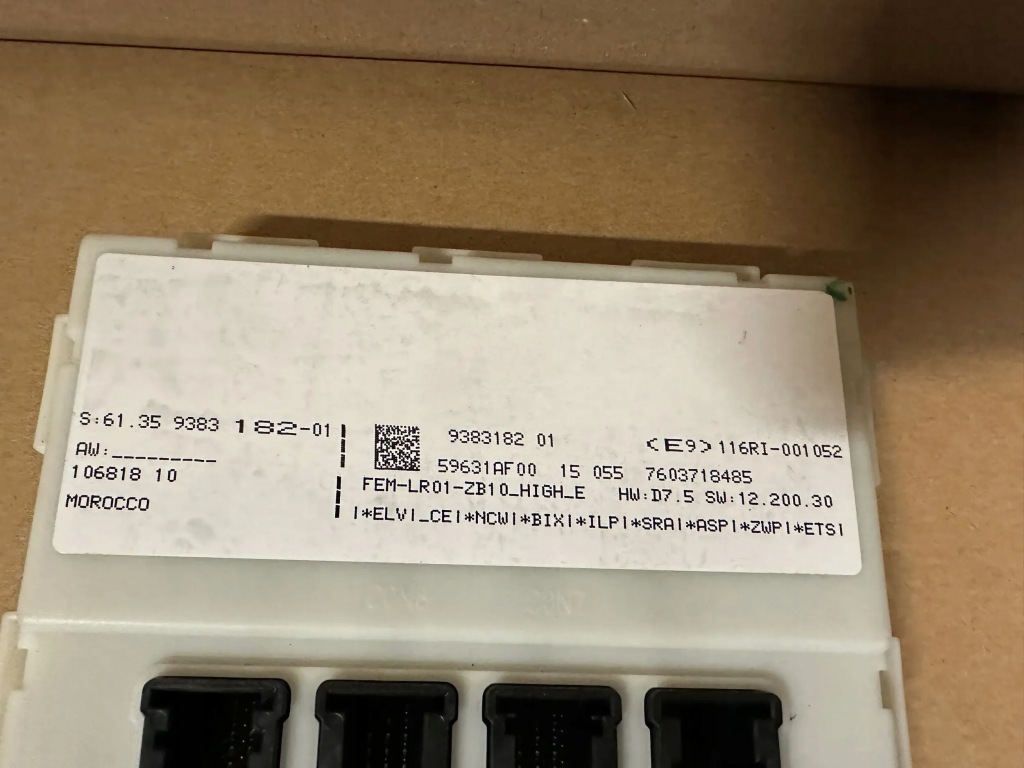 S:61.35 9383 182-01
AW:_________
106818 10
MOROCCO
9383182 01
<E9> 116RI-001052
59631AF00 15 055 7603718485
FEM-LR01-ZB10_HIGH_E HW:D7.5 SW:12.200.30
|*ELV|_CE|*NCW|*BIX|*ILP|*SRA|*ASP|*ZWP|*ETS|